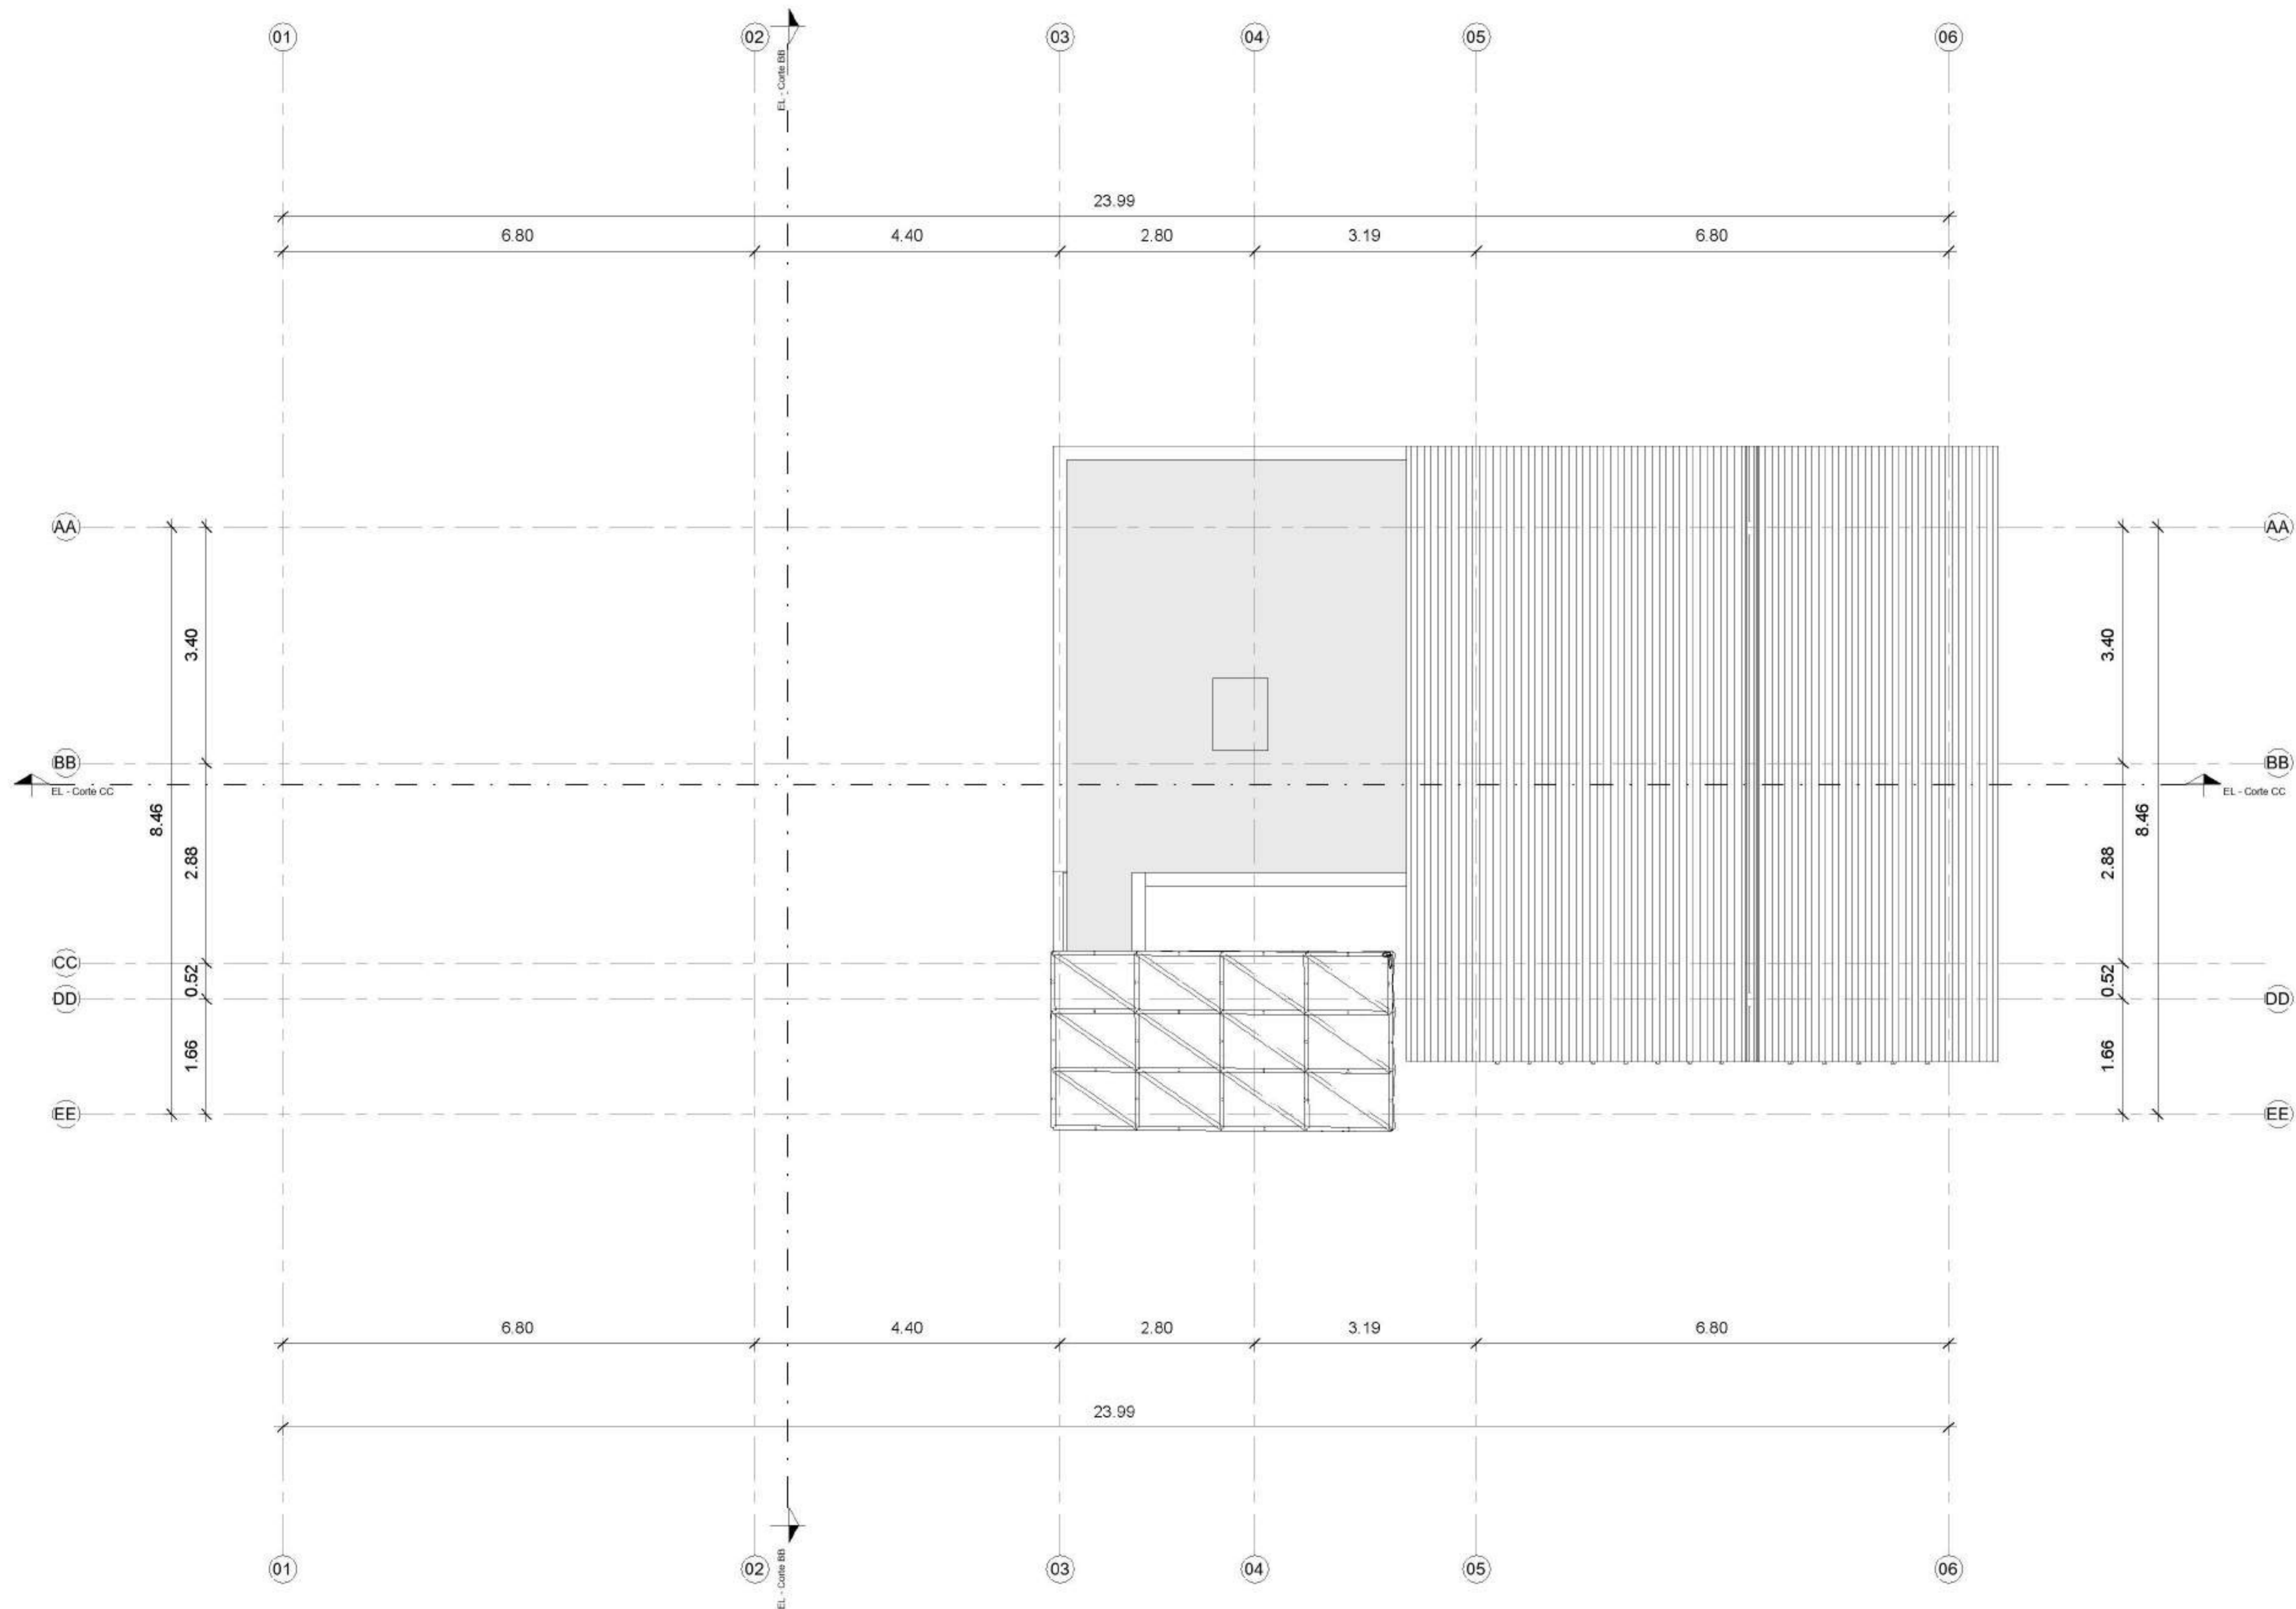 01 02 03 04 05 06
EL - Corte BB
23.99
6.80 4.40 2.80 3.19 6.80
AA AA
3.40 3.40
BB BB
EL - Corte CC EL - Corte CC
8.46 8.46
2.88 2.88
CC
0.52 0.52
DD DD
1.66 1.66
EE EE
6.80 4.40 2.80 3.19 6.80
23.99
01 02 03 04 05 06
EL - Corte BB